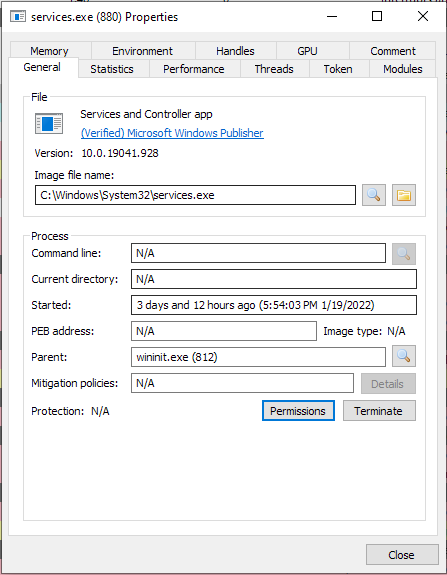 services.exe (880) Properties
Memory Environment Handles GPU Comment
General Statistics Performance Threads Token Modules
File
Services and Controller app
(Verified) Microsoft Windows Publisher
Version: 10.0.19041.928
Image file name:
C:\Windows\System32\services.exe
Process
Command line: N/A
Current directory: N/A
Started: 3 days and 12 hours ago (5:54:03 PM 1/19/2022)
PEB address: N/A Image type: N/A
Parent: wininit.exe (812)
Mitigation policies: N/A Details
Protection: N/A Permissions Terminate
Close